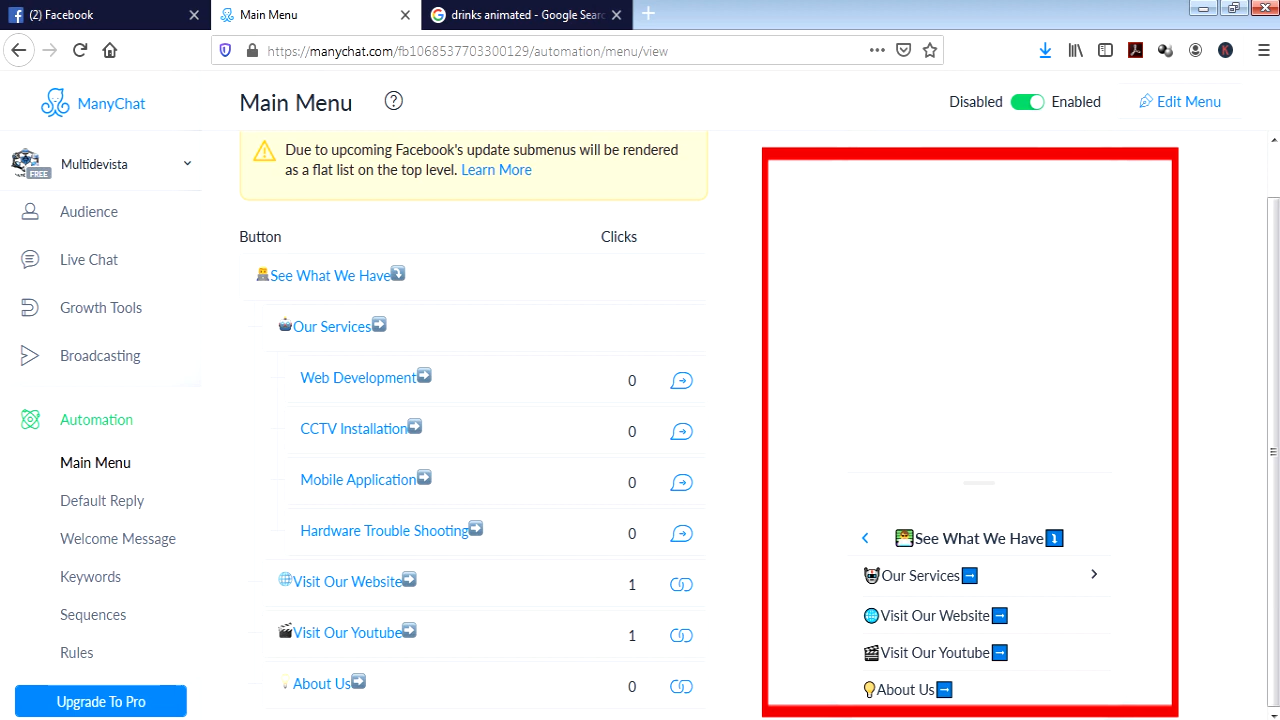 (2) Facebook
Main Menu
drinks animated - Google Searc
https://manychat.com/fb1068537703300129/automation/menu/view
ManyChat
Main Menu
Disabled
Enabled
Edit Menu
Multidevista
FREE
Audience
Live Chat
Growth Tools
Broadcasting
Automation
Main Menu
Default Reply
Welcome Message
Keywords
Sequences
Rules
Upgrade To Pro
Due to upcoming Facebook's update submenus will be rendered
as a flat list on the top level. Learn More
Button Clicks
See What We Have
Our Services
Web Development 0
CCTV Installation 0
Mobile Application 0
Hardware Trouble Shooting 0
Visit Our Website 1
Visit Our Youtube 1
About Us 0
See What We Have
Our Services
Visit Our Website
Visit Our Youtube
About Us